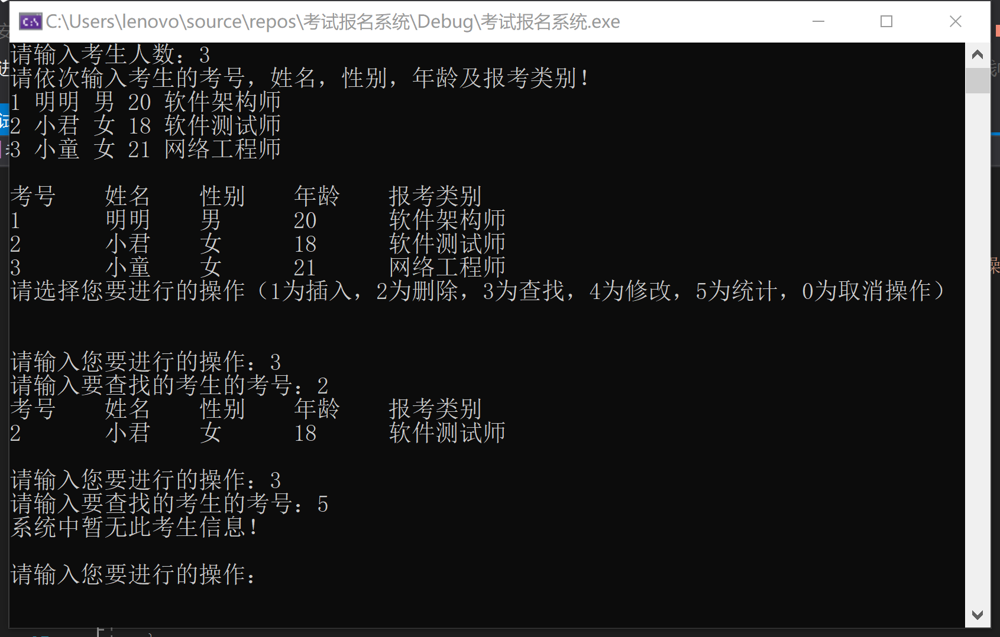 C:\Users\lenovo\source\repos\考试报名系统\Debug\考试报名系统.exe
请输入考生人数：3
请依次输入考生的考号，姓名，性别，年龄及报考类别！
1 明明 男 20 软件架构师
2 小君 女 18 软件测试师
3 小童 女 21 网络工程师
考号 姓名 性别 年龄 报考类别
1 明明 男 20 软件架构师
2 小君 女 18 软件测试师
3 小童 女 21 网络工程师
请选择您要进行的操作（1为插入，2为删除，3为查找，4为修改，5为统计，0为取消操作）
请输入您要进行的操作：3
请输入要查找的考生的考号：2
考号 姓名 性别 年龄 报考类别
2 小君 女 18 软件测试师
请输入您要进行的操作：3
请输入要查找的考生的考号：5
系统中暂无此考生信息！
请输入您要进行的操作：